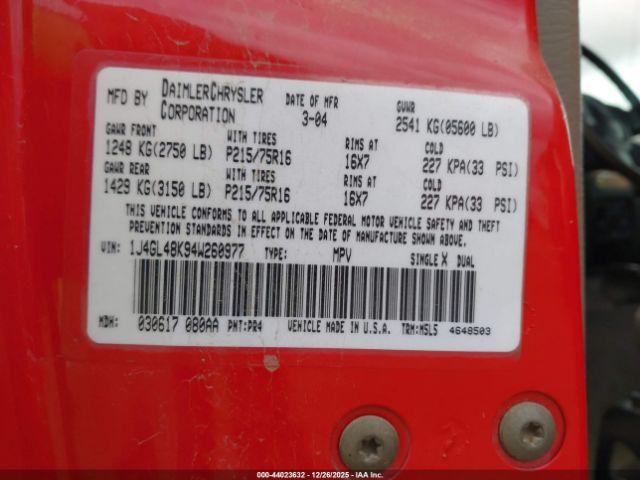 MFD BY DAIMLERCHRYSLER CORPORATION DATE OF MFR 3-04 GVWR 2541 KG(05600 LB)
GAWR FRONT WITH TIRES RIMS AT COLD
1248 KG(2750 LB) P215/75R16 16X7 227 KPA(33 PSI)
GAWR REAR WITH TIRES RIMS AT COLD
1429 KG(3150 LB) P215/75R16 16X7 227 KPA(33 PSI)
THIS VEHICLE CONFORMS TO ALL APPLICABLE FEDERAL MOTOR VEHICLE SAFETY AND THEFT
PREVENTION STANDARDS IN EFFECT ON THE DATE OF MANUFACTURE SHOWN ABOVE.
VIN: 1J4GL48K94W260977 TYPE: MPV SINGLE X DUAL
MDH: 030617 080AA PNT:PR4 VEHICLE MADE IN U.S.A. TRM:MSL5 4648503
000-44023632 - 12/26/2025 - IAAI.com